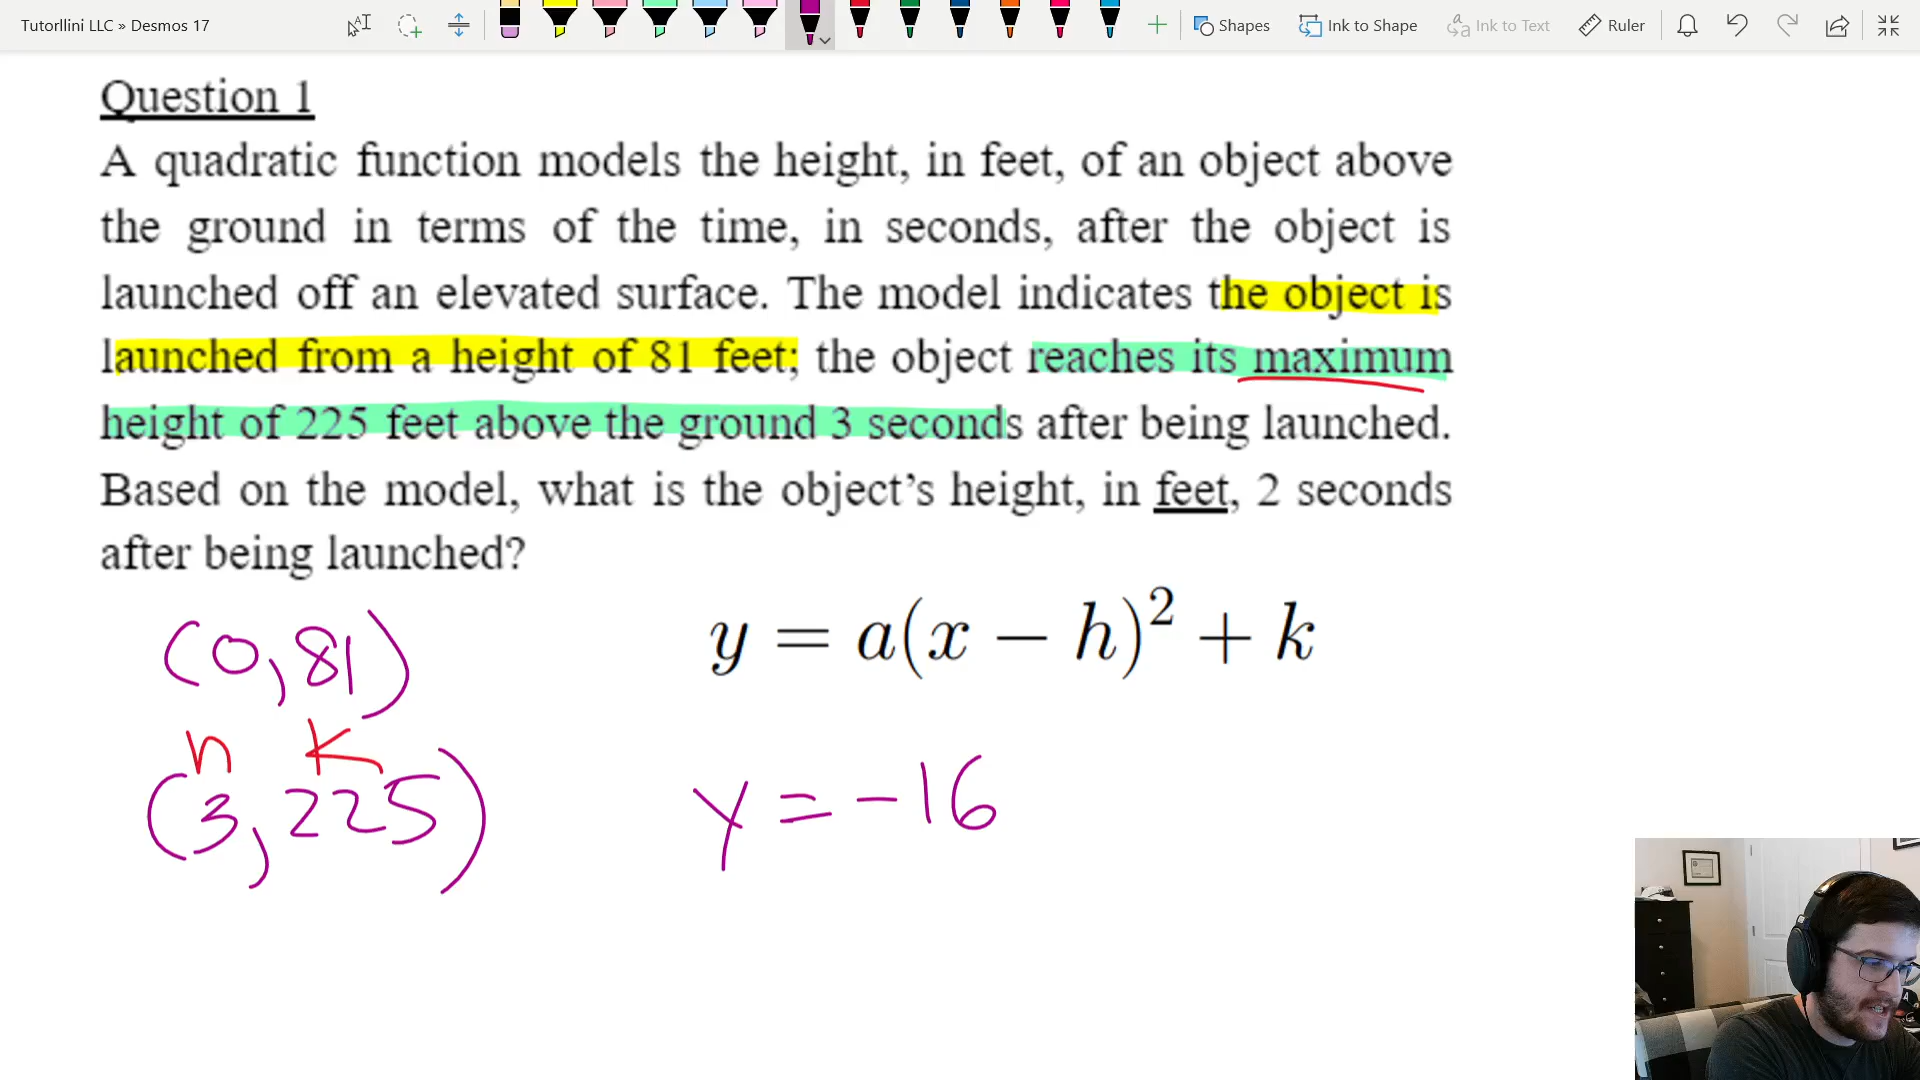 Tutorllini LLC » Desmos 17
Shapes
Ink to Shape
Ink to Text
Ruler
Question 1
A quadratic function models the height, in feet, of an object above
the ground in terms of the time, in seconds, after the object is
launched off an elevated surface. The model indicates the object is
launched from a height of 81 feet; the object reaches its maximum
height of 225 feet above the ground 3 seconds after being launched.
Based on the model, what is the object’s height, in feet, 2 seconds
after being launched?
(0,81)
y = a(x − h)² + k
h k
(3,225)
y = -16